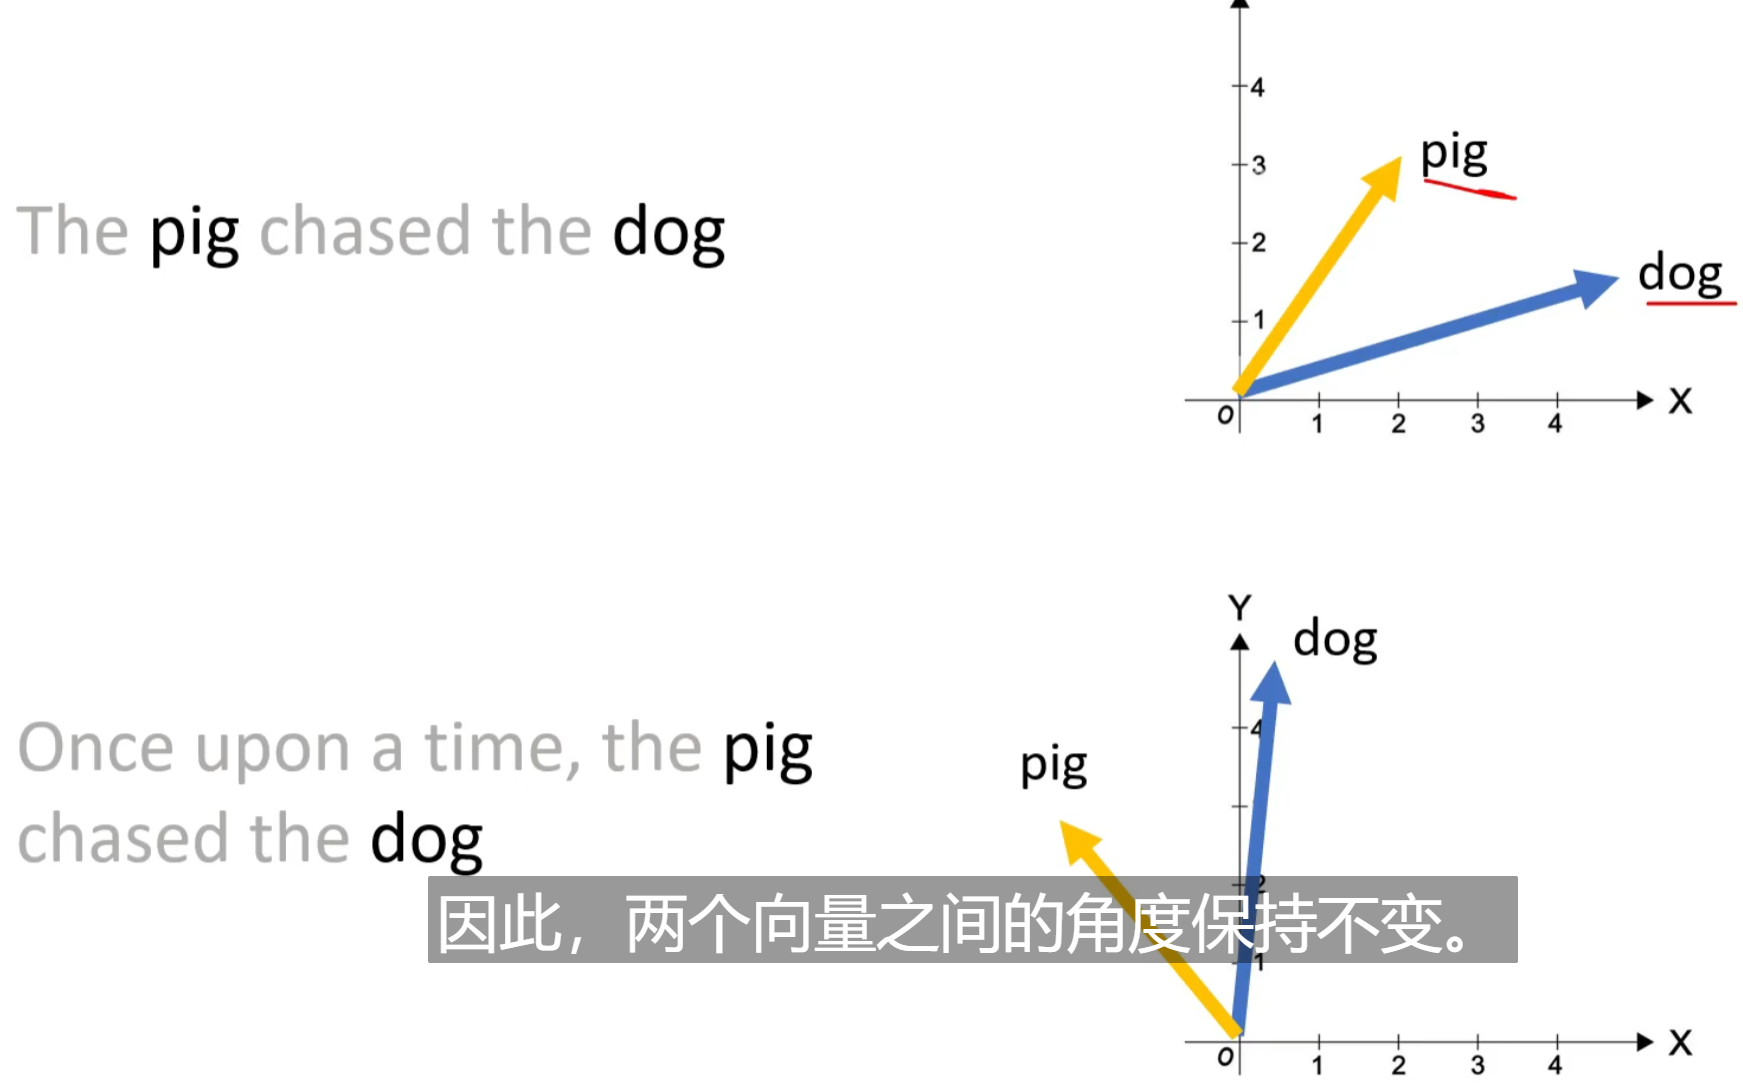 The pig chased the dog
4
3
2
1
O
1 2 3 4
X
pig
dog
Once upon a time, the pig
chased the dog
Y
4
2
1
O
1 2 3 4
X
dog
pig
因此，两个向量之间的角度保持不变。